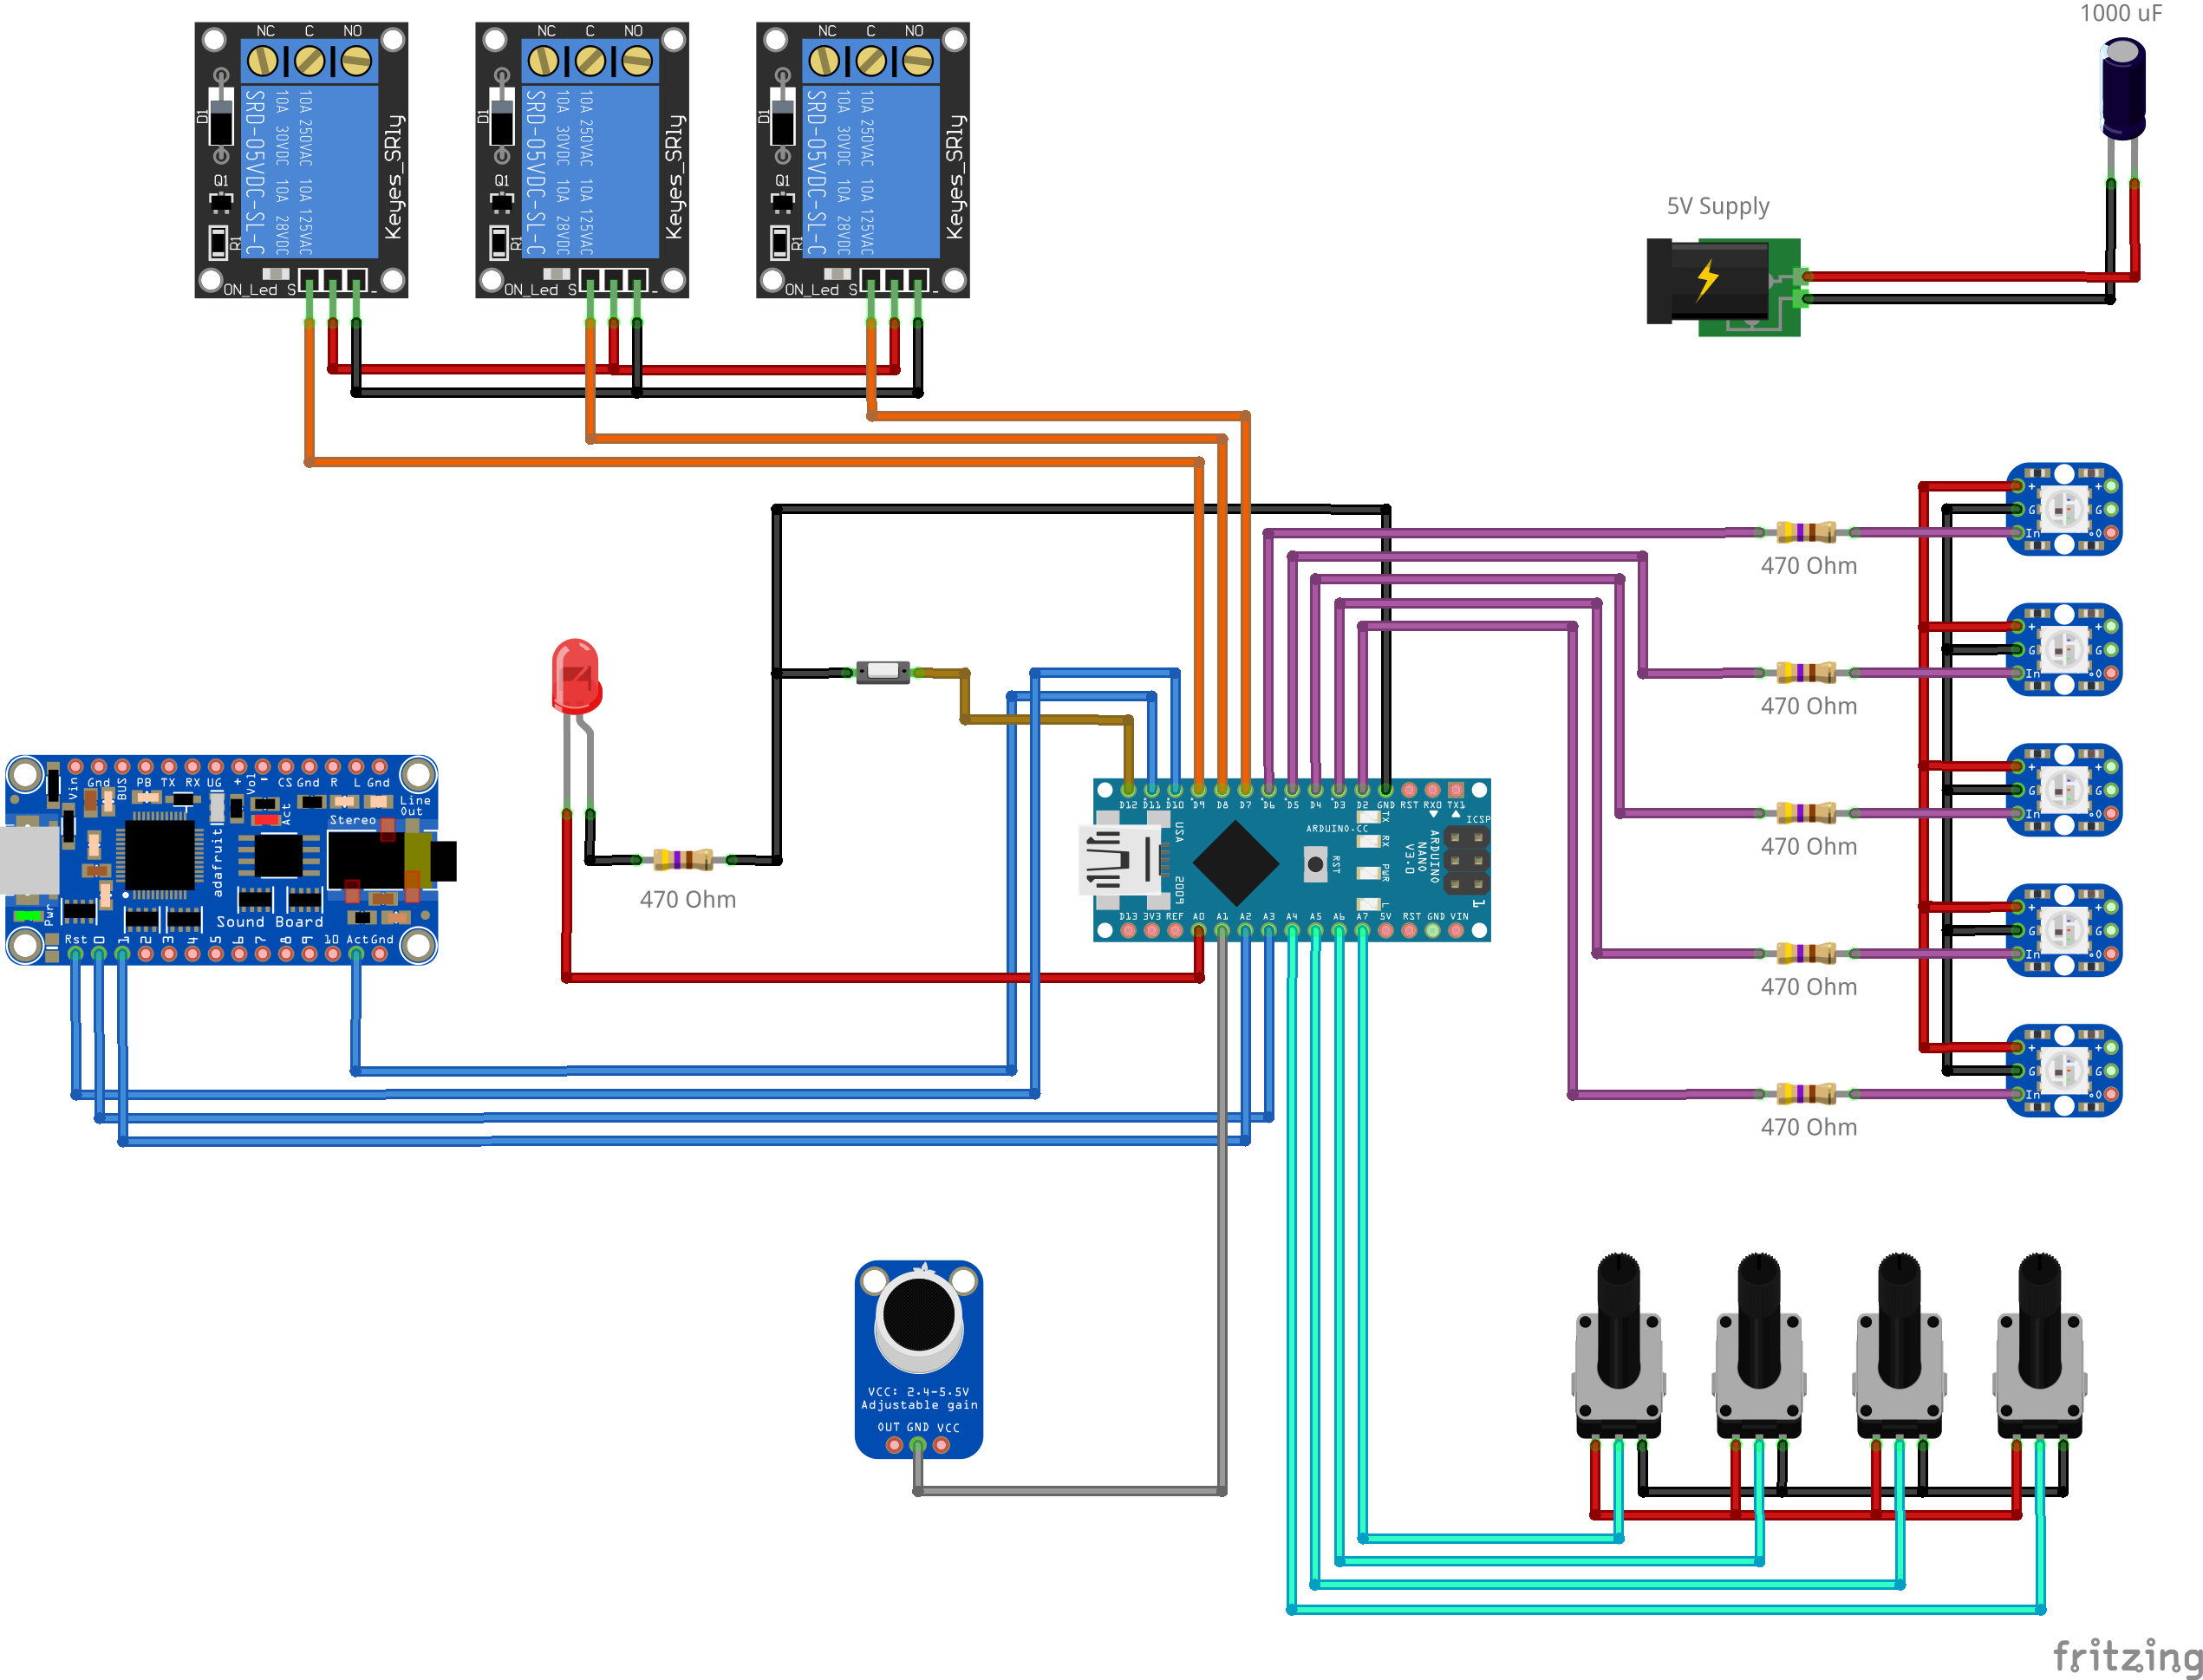 1000 uF
NC C NO
D1
SRD-05VDC-SL-C
10A 30VDC 10A 28VDC
10A 250VAC 10A 125VAC
Keyes_SRly
Q1
R1
ON_Led S -
NC C NO
D1
SRD-05VDC-SL-C
10A 30VDC 10A 28VDC
10A 250VAC 10A 125VAC
Keyes_SRly
Q1
R1
ON_Led S -
NC C NO
D1
SRD-05VDC-SL-C
10A 30VDC 10A 28VDC
10A 250VAC 10A 125VAC
Keyes_SRly
Q1
R1
ON_Led S -
5V Supply
+ +
G G
In O
470 Ohm
+ +
G G
In O
470 Ohm
+ +
G G
In O
470 Ohm
+ +
G G
In O
470 Ohm
+ +
G G
In O
470 Ohm
Vin Gnd BUS PB TX RX UG + Vol - CS Gnd R L Gnd
Line
Out
Act
Stereo
adafruit
Sound Board
Pwr
Rst 0 1 2 3 4 5 6 7 8 9 10 Act Gnd
470 Ohm
D12 D11 D10 D9 D8 D7 D6 D5 D4 D3 D2 GND RST RX0 TX1
USA
ARDUINO.CC
TX
RX
PWR
L
RST
ICSP
ARDUINO
NANO
V3.0
1
D13 3V3 REF A0 A1 A2 A3 A4 A5 A6 A7 5V RST GND VIN
VCC: 2.4-5.5V
Adjustable gain
OUT GND VCC
fritzing